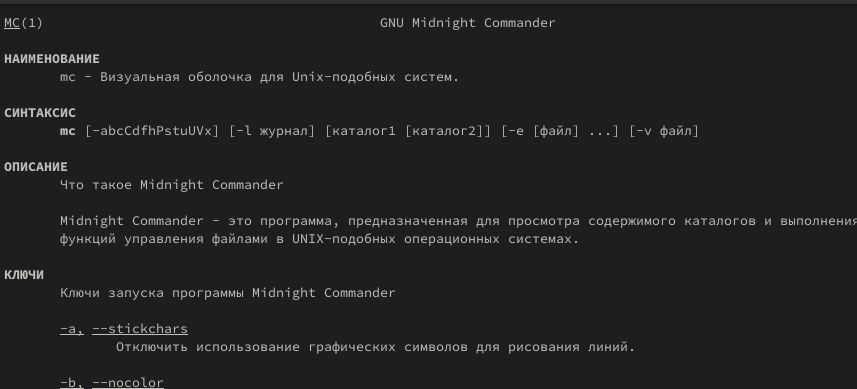 MC(1) GNU Midnight Commander
НАИМЕНОВАНИЕ
mc - Визуальная оболочка для Unix-подобных систем.
СИНТАКСИС
mc [-abcCdfhPstuUVx] [-l журнал] [каталог1 [каталог2]] [-e [файл] ...] [-v файл]
ОПИСАНИЕ
Что такое Midnight Commander
Midnight Commander - это программа, предназначенная для просмотра содержимого каталогов и выполнения
функций управления файлами в UNIX-подобных операционных системах.
КЛЮЧИ
Ключи запуска программы Midnight Commander
-a, --stickchars
Отключить использование графических символов для рисования линий.
-b, --nocolor